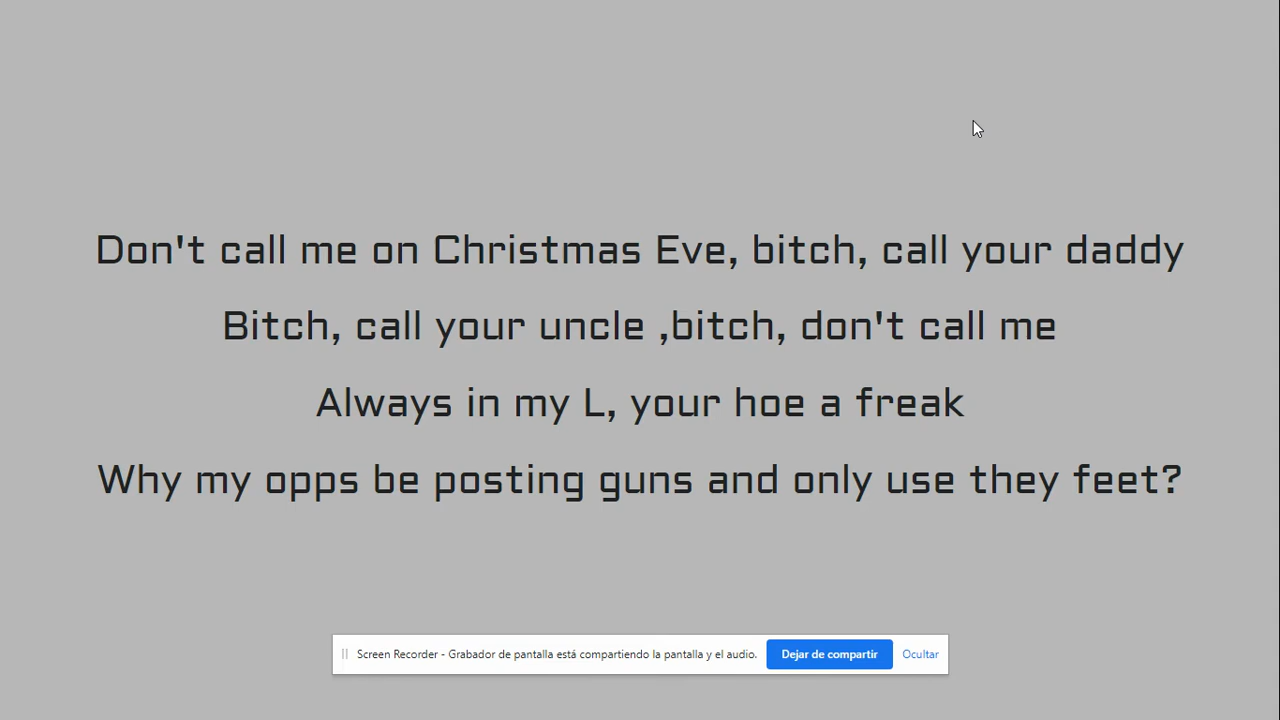 Don't call me on Christmas Eve, bitch, call your daddy
Bitch, call your uncle ,bitch, don't call me
Always in my L, your hoe a freak
Why my opps be posting guns and only use they feet?
Screen Recorder - Grabador de pantalla está compartiendo la pantalla y el audio. Dejar de compartir Ocultar